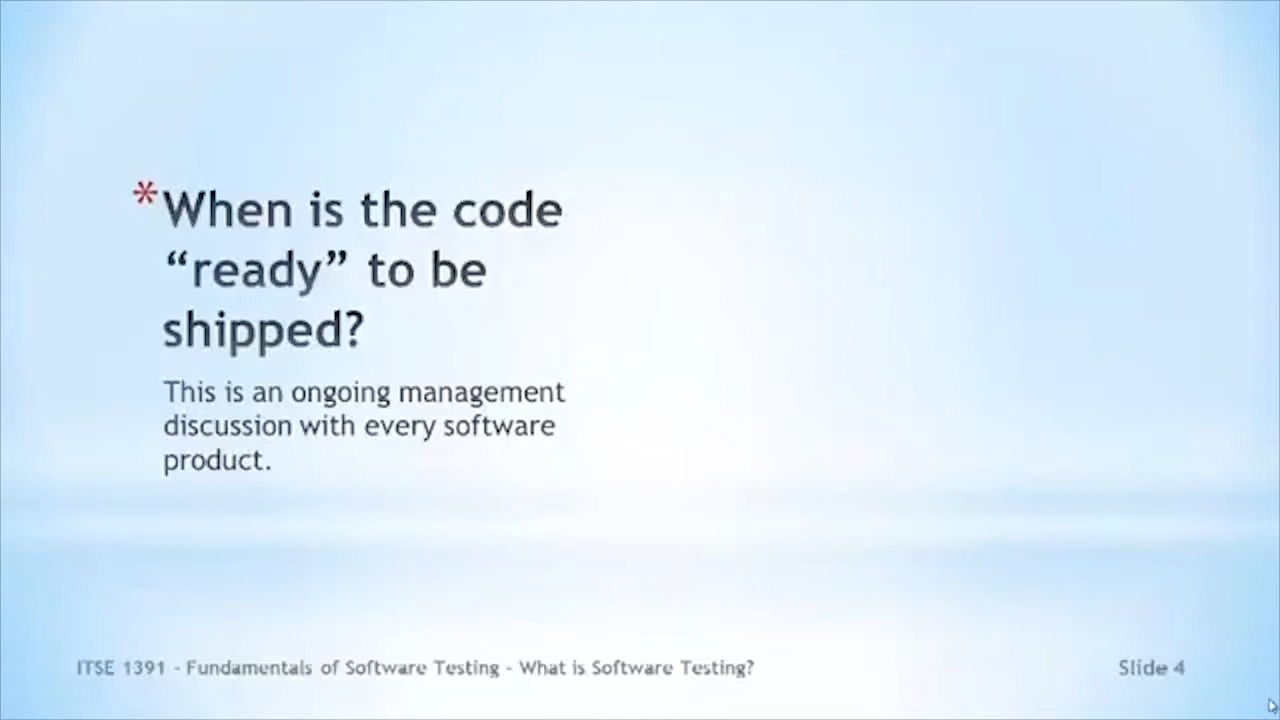 *When is the code
“ready” to be
shipped?
This is an ongoing management
discussion with every software
product.
ITSE 1391 - Fundamentals of Software Testing - What is Software Testing?
Slide 4